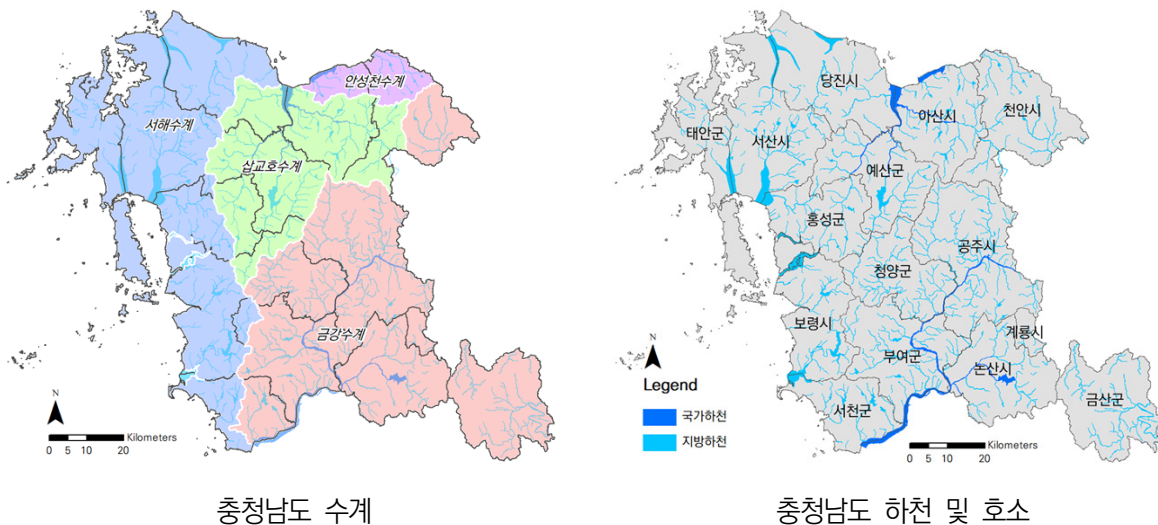 안성천수계
서해수계
삽교호수계
금강수계
N
Kilometers
0 5 10 20
충청남도 수계
당진시
아산시
천안시
태안군
서산시
예산군
홍성군
공주시
청양군
보령시
계룡시
부여군
논산시
금산군
서천군
N
Legend
국가하천
지방하천
Kilometers
0 5 10 20
충청남도 하천 및 호소